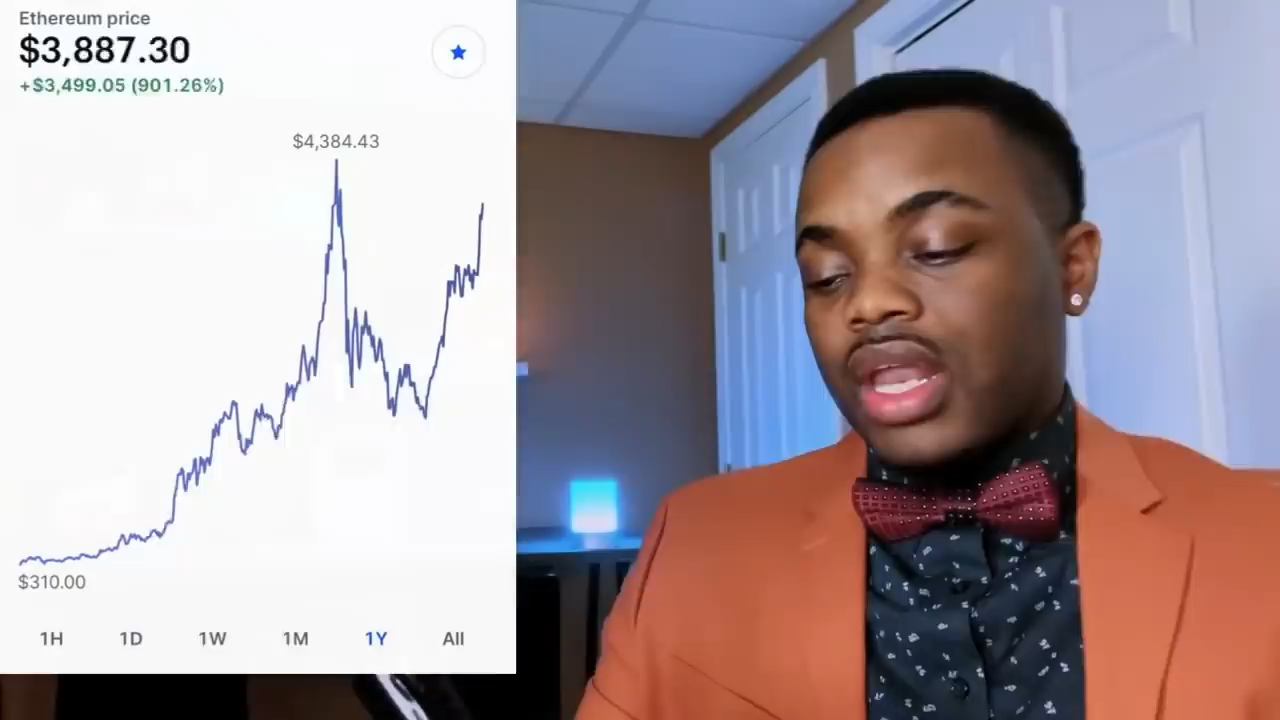 Ethereum price
$3,887.30
+$3,499.05 (901.26%)
$4,384.43
$310.00
1H 1D 1W 1M 1Y All